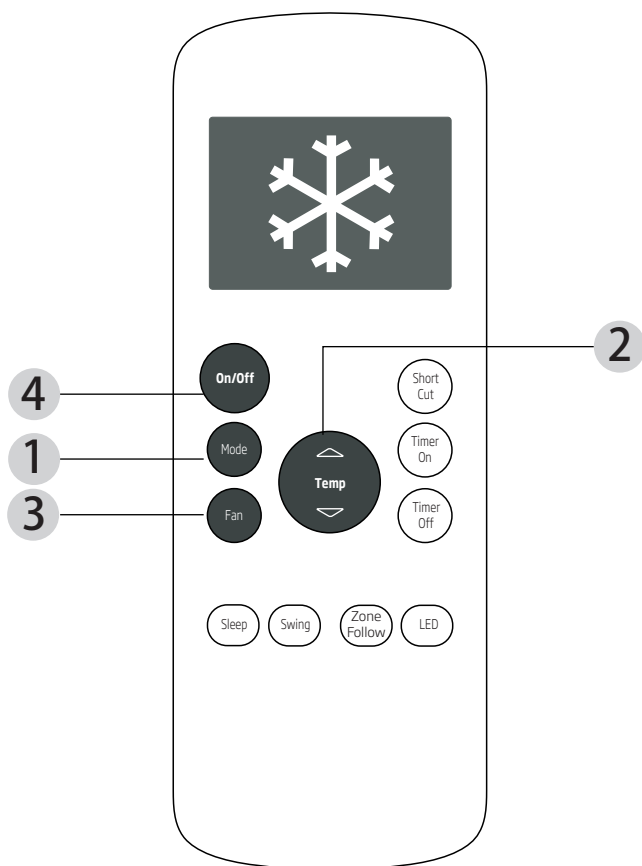 2
On/Off
Short
Cut
4
Mode
Timer
On
1
Temp
Fan
Timer
Off
3
Sleep
Swing
Zone
Follow
LED